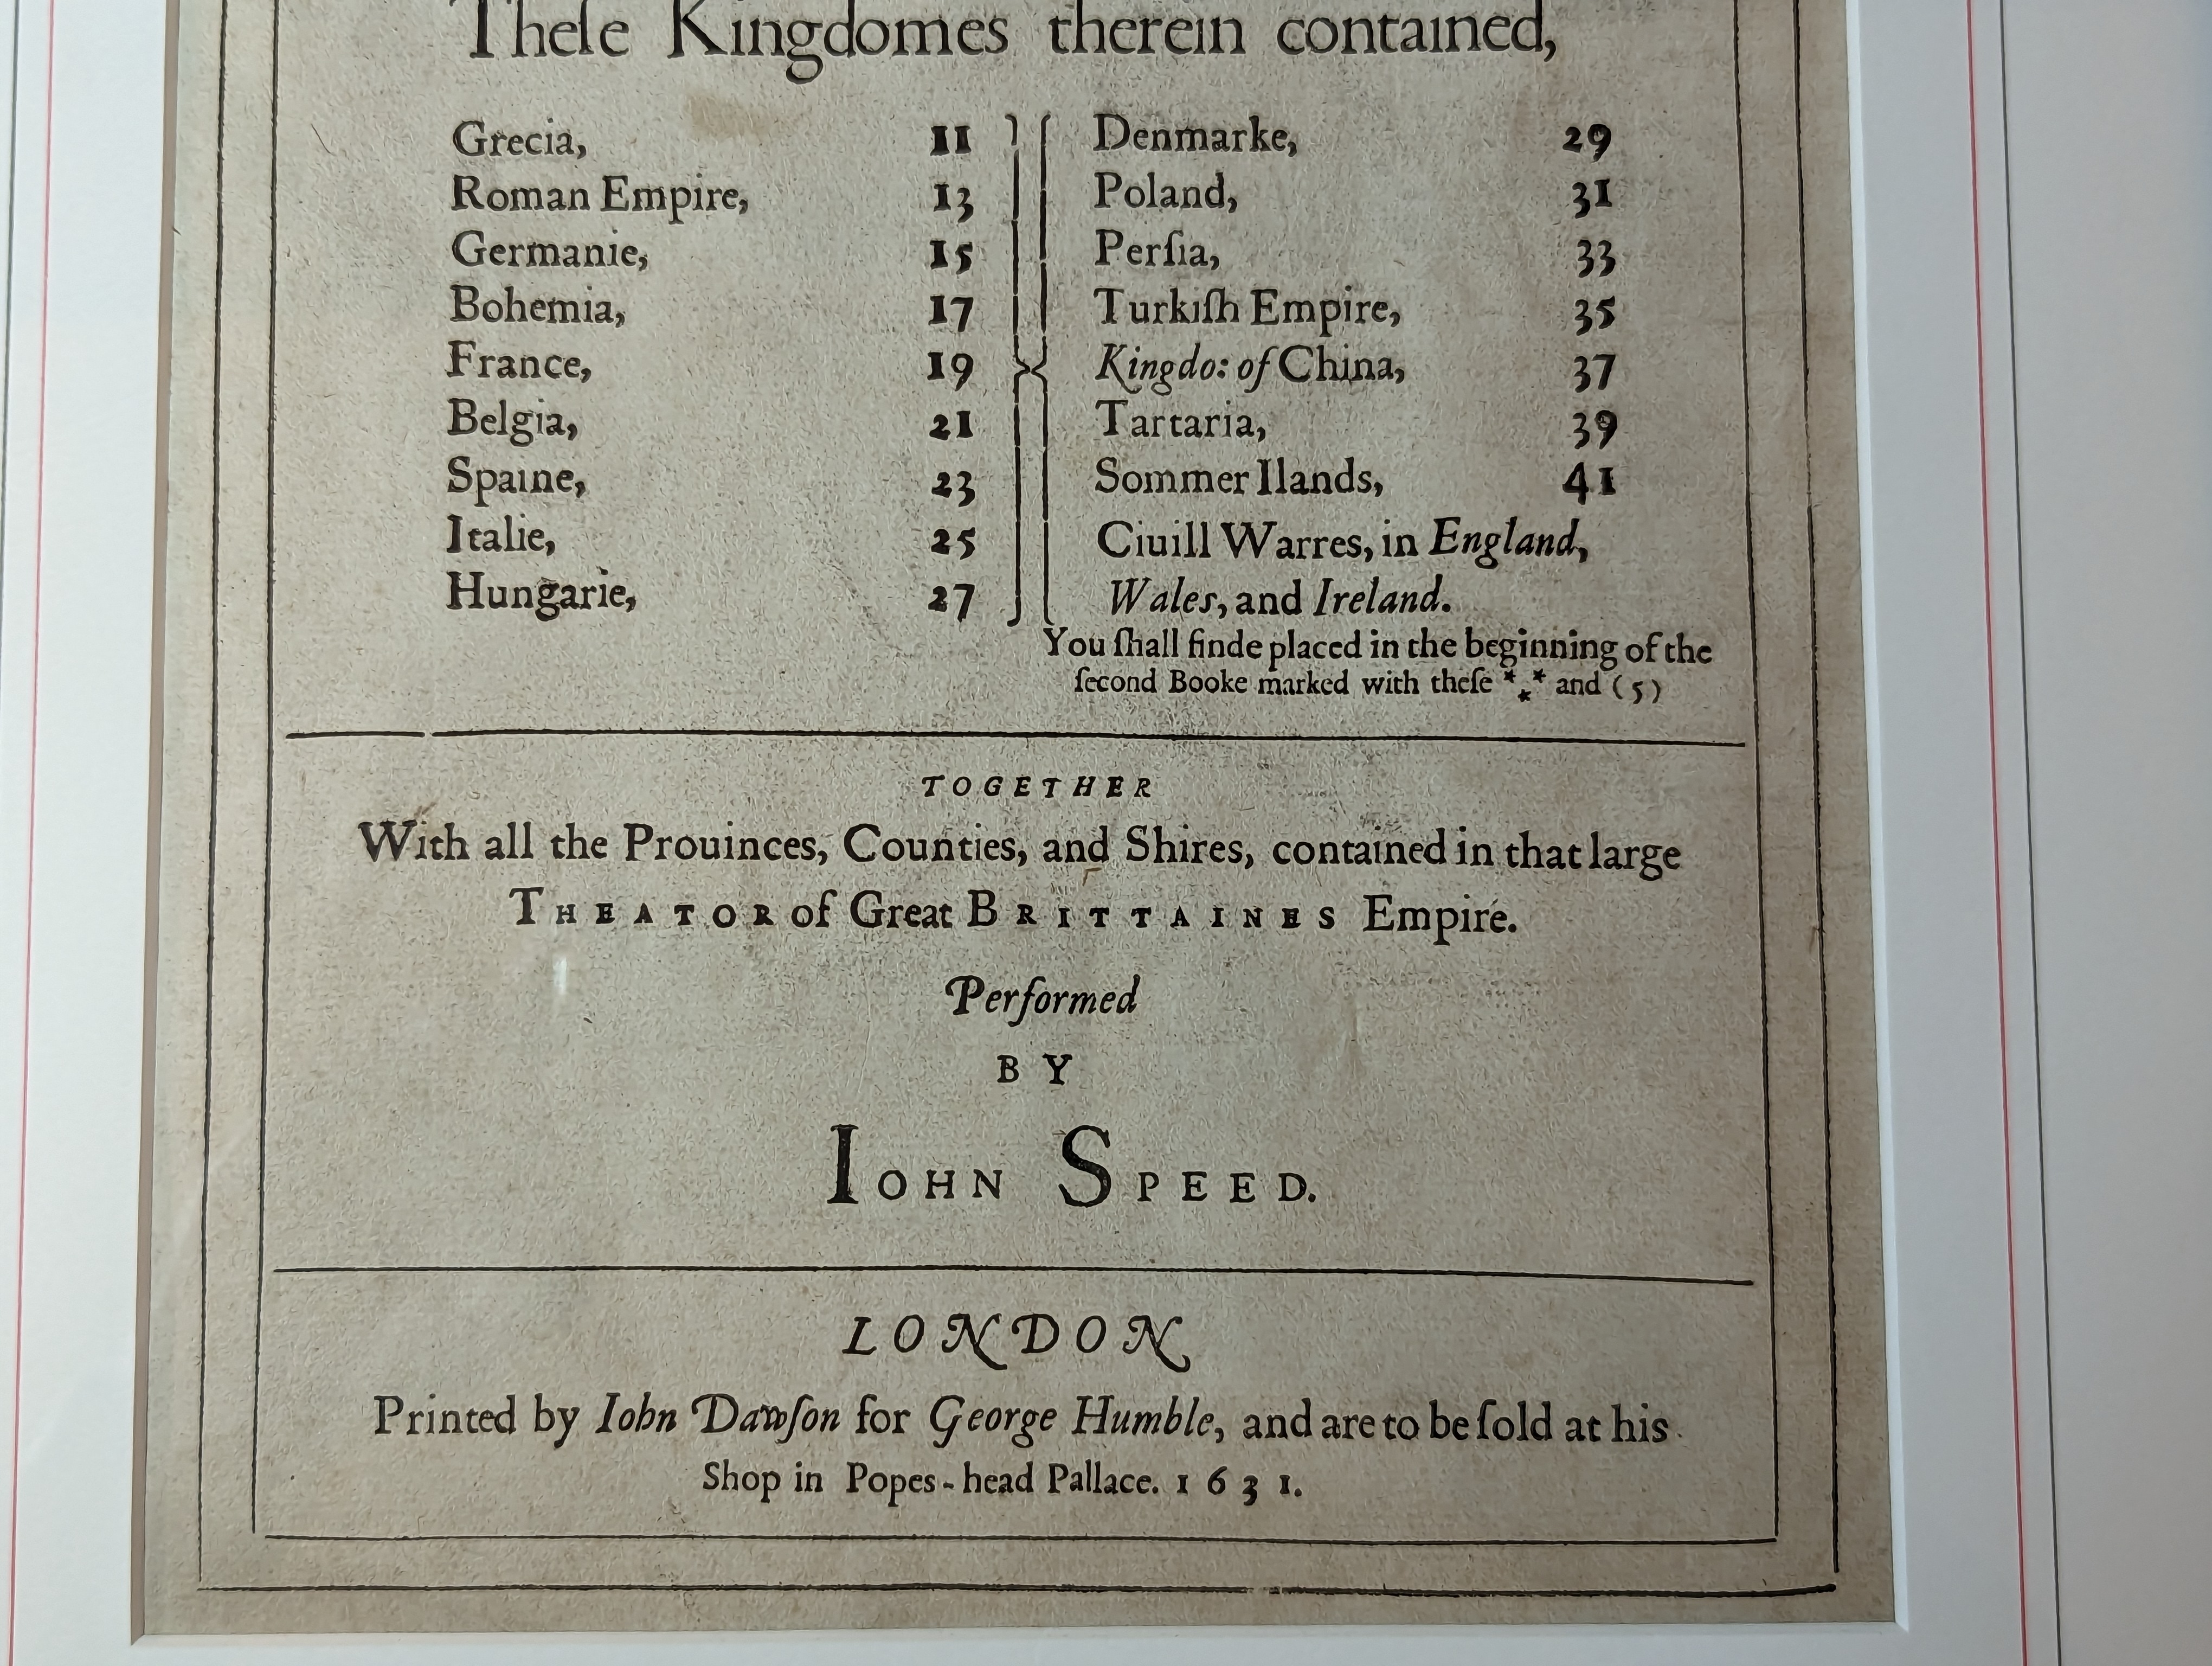 Theſe Kingdomes therein contained,
Grecia, 11
Roman Empire, 13
Germanie, 15
Bohemia, 17
France, 19
Belgia, 21
Spaine, 23
Italie, 25
Hungarie, 27
Denmarke, 29
Poland, 31
Perſia, 33
Turkiſh Empire, 35
Kingdo: of China, 37
Tartaria, 39
Sommer Ilands, 41
Ciuill Warres, in England,
Wales, and Ireland.
You ſhall finde placed in the beginning of the
ſecond Booke marked with theſe *⁎* and (5)
TOGETHER
With all the Prouinces, Counties, and Shires, contained in that large
THEATOR of Great BRITTAINES Empire.
Performed
BY
IOHN SPEED.
LONDON
Printed by Iohn Dawſon for George Humble, and are to be ſold at his
Shop in Popes-head Pallace. 1631.